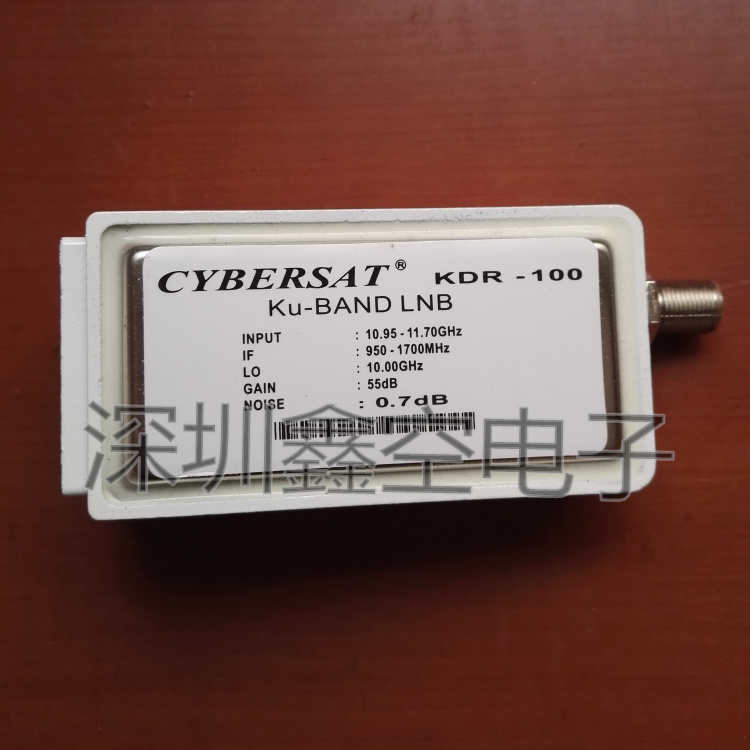 CYBERSAT® KDR -100
Ku-BAND LNB
INPUT : 10.95-11.70GHz
IF : 950-1700MHz
LO : 10.00GHz
GAIN : 55dB
NOISE : 0.7dB
深圳鑫空电子